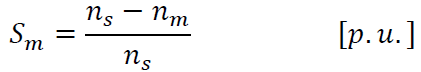 S_m = (n_s − n_m) / n_s [p.u.]